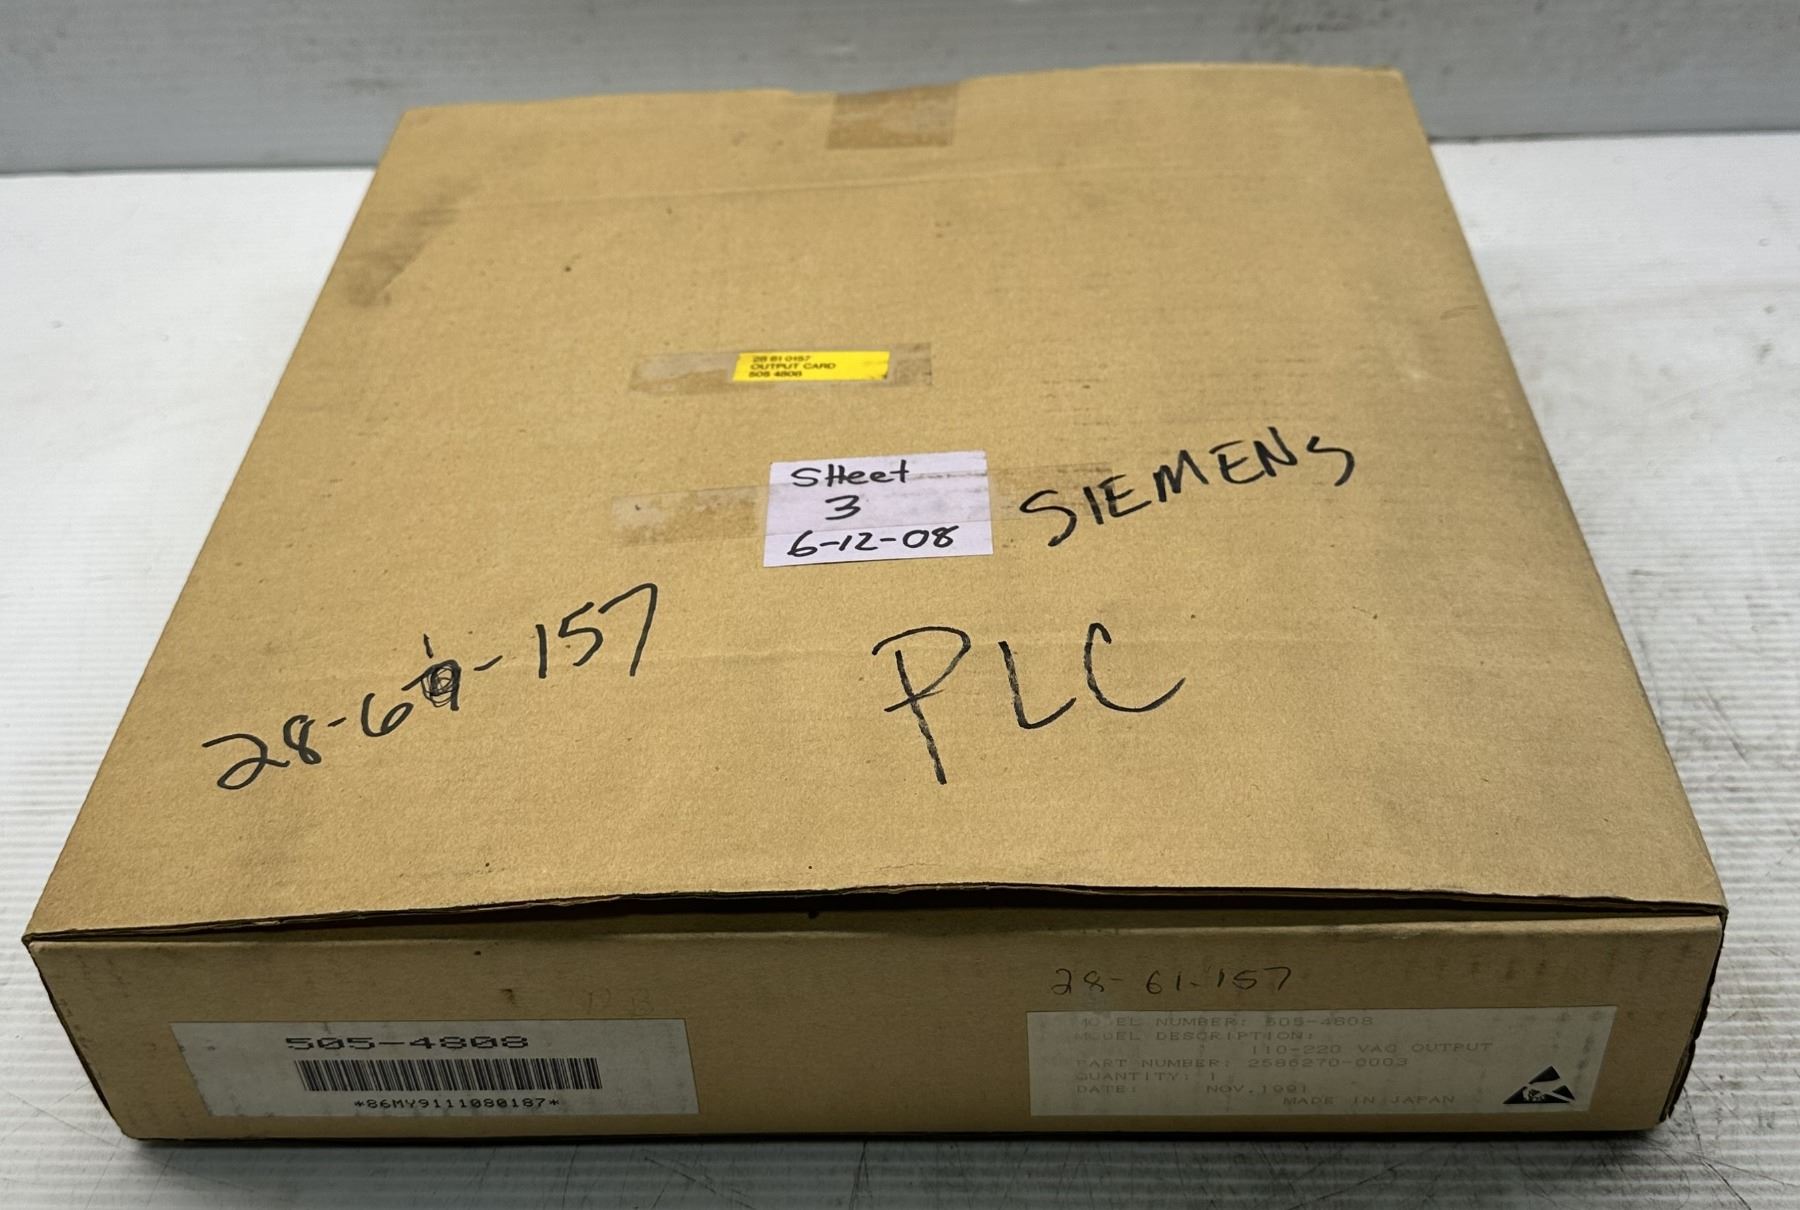 28 61 0157
OUTPUT CARD
505 4808
SHeet
3
6-12-08
SIEMENS
28-61-157
PLC
28-61-157
505-4808
*86MY9111080187*
MODEL NUMBER: 505-4808
MODEL DESCRIPTION:
110-220 VAC OUTPUT
PART NUMBER: 2586270-0003
QUANTITY: 1
DATE: NOV.1991
MADE IN JAPAN